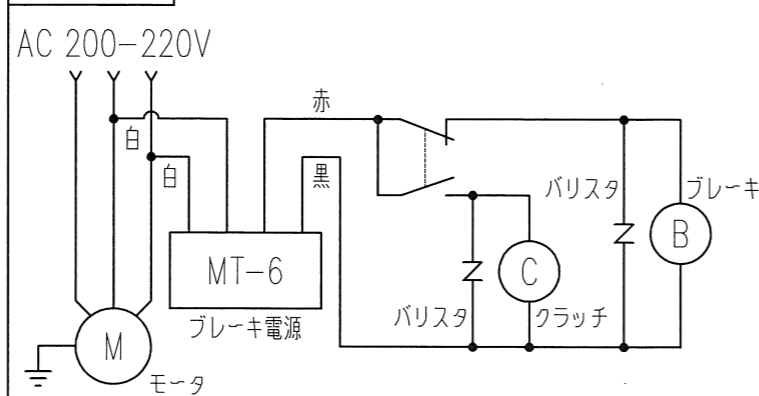 AC 200-220V
赤
白
白
黒
バリスタ
ブレーキ
B
MT-6
C
バリスタ
クラッチ
ブレーキ電源
M
モータ